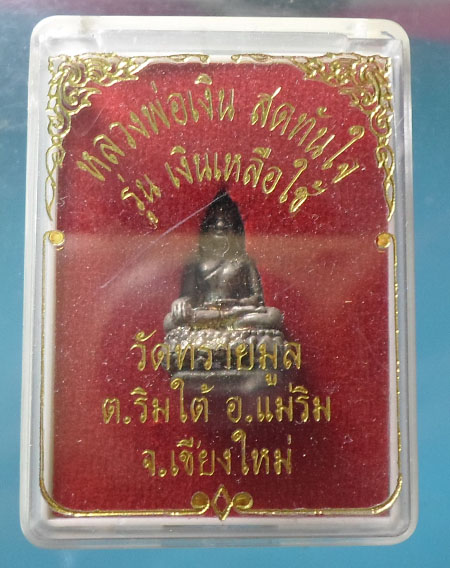 หลวงพ่อเงิน สดทันใจ
รุ่น เงินเหลือใช้
วัดทรายมูล
ต.ริมใต้ อ.แม่ริม
จ.เชียงใหม่